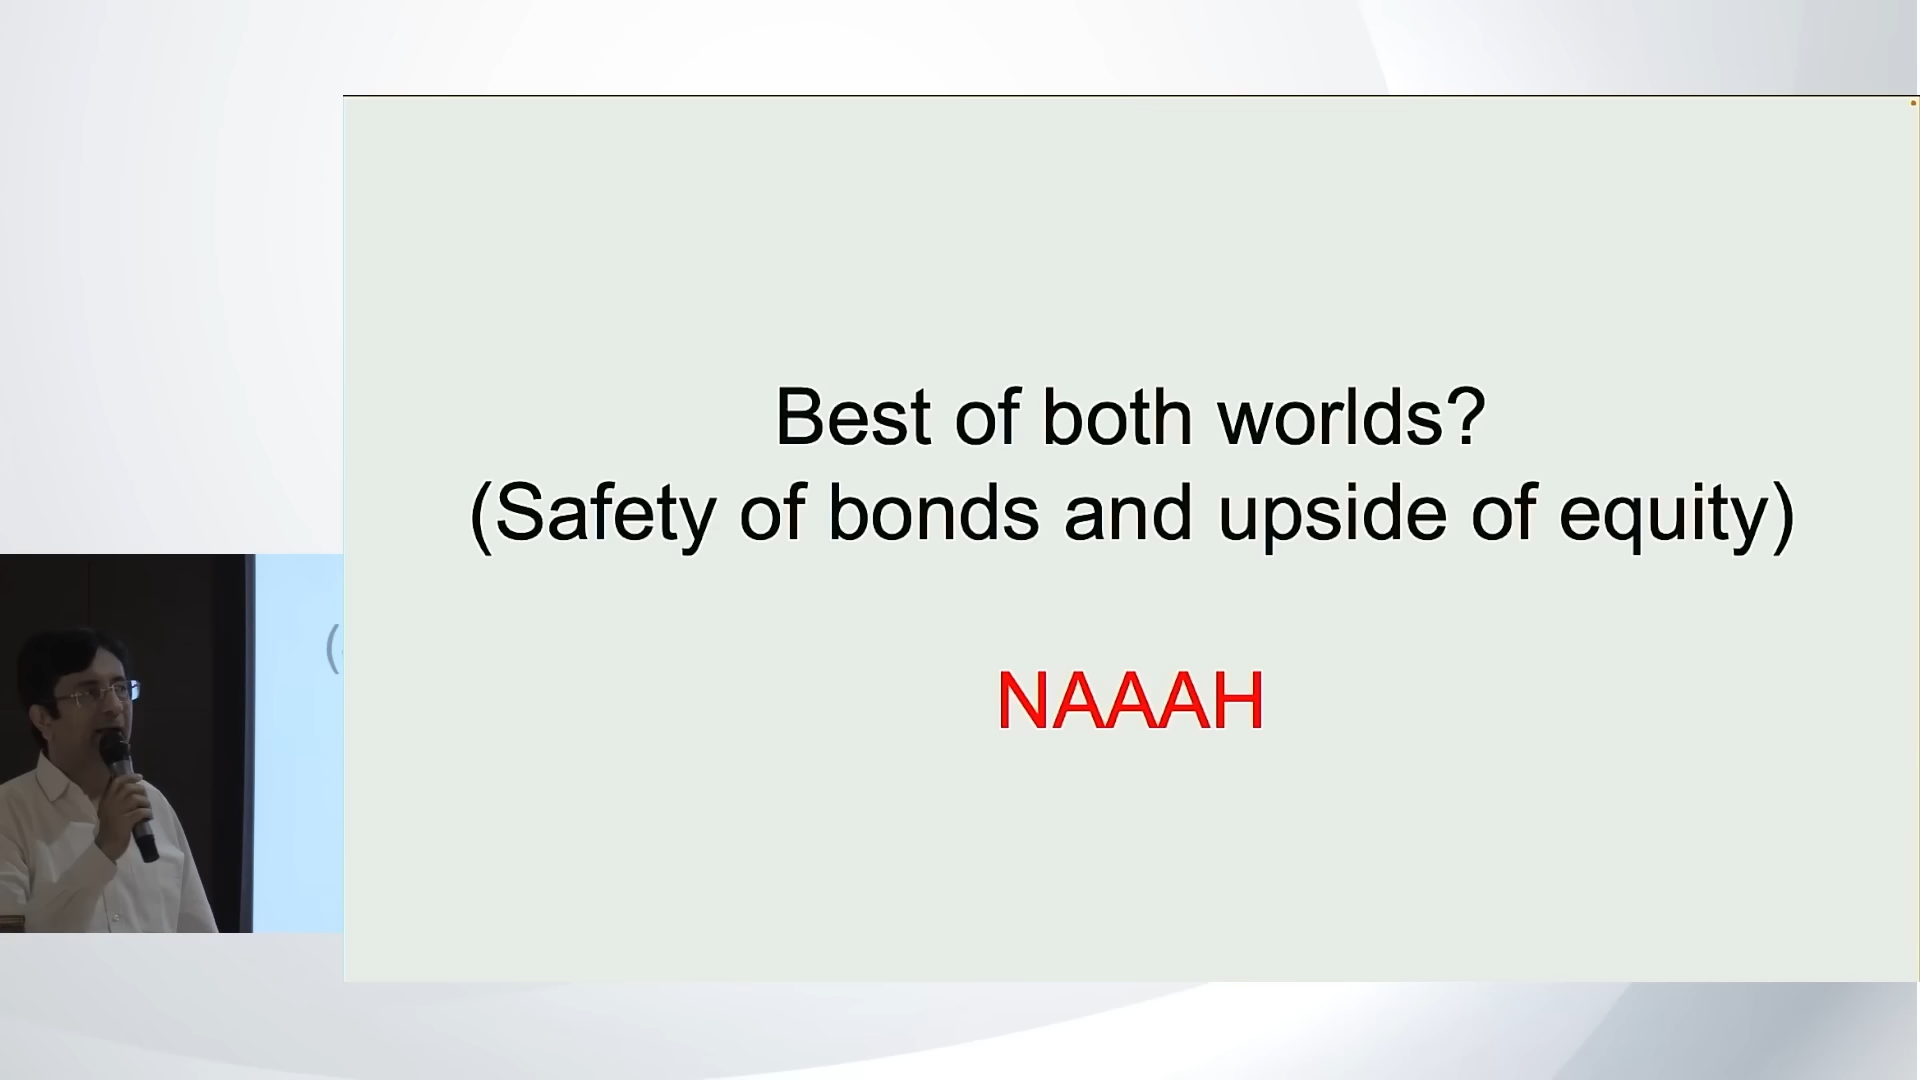 Best of both worlds?
(Safety of bonds and upside of equity)
NAAAH
(